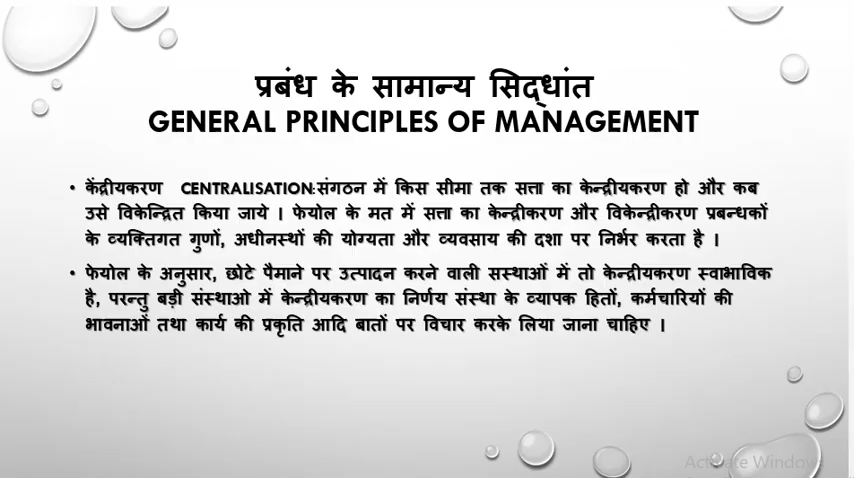 प्रबंध के सामान्य सिद्धांत
GENERAL PRINCIPLES OF MANAGEMENT
• केंद्रीयकरण CENTRALISATION:संगठन में किस सीमा तक सत्ता का केन्द्रीयकरण हो और कब
उसे विकेन्द्रित किया जाये । फेयोल के मत में सत्ता का केन्द्रीकरण और विकेन्द्रीकरण प्रबन्धकों
के व्यक्तिगत गुणों, अधीनस्थों की योग्यता और व्यवसाय की दशा पर निर्भर करता है ।
• फेयोल के अनुसार, छोटे पैमाने पर उत्पादन करने वाली सस्थाओं में तो केन्द्रीयकरण स्वाभाविक
है, परन्तु बड़ी संस्थाओ में केन्द्रीयकरण का निर्णय संस्था के व्यापक हितों, कर्मचारियों की
भावनाओं तथा कार्य की प्रकृति आदि बातों पर विचार करके लिया जाना चाहिए ।
Activate Windows